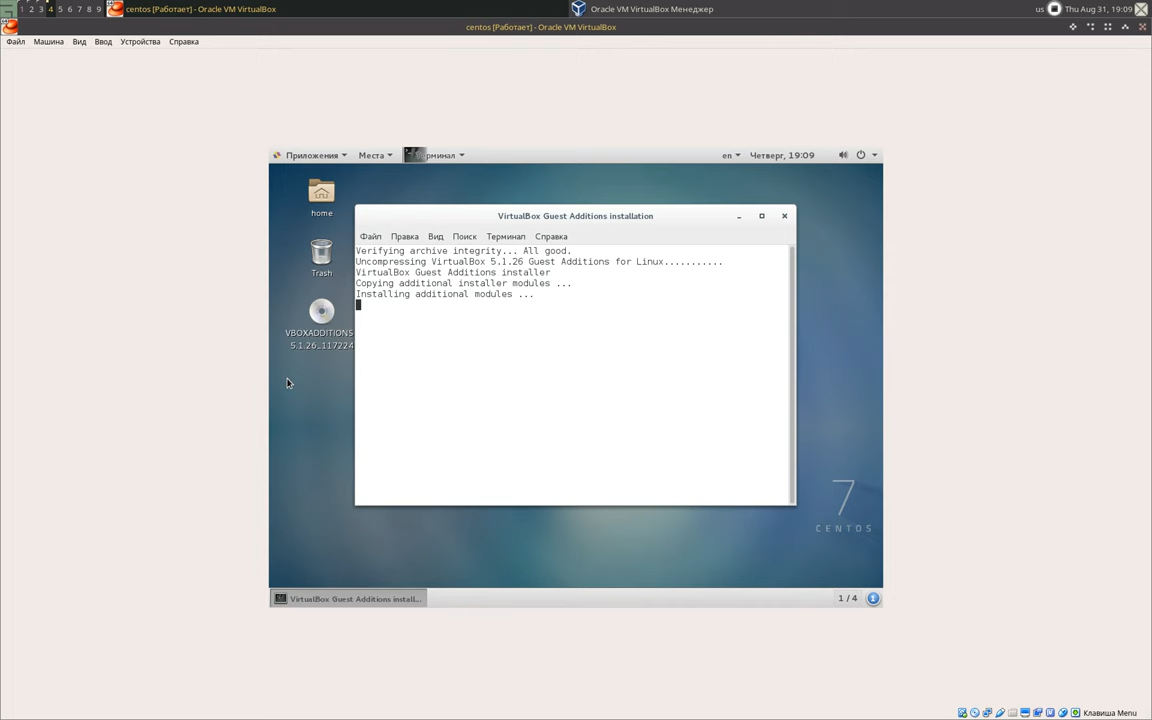 1 2 3 4 5 6 7 8 9 centos [Работает] - Oracle VM VirtualBox Oracle VM VirtualBox Менеджер us Thu Aug 31, 19:09
centos [Работает] - Oracle VM VirtualBox
Файл Машина Вид Ввод Устройства Справка
Приложения Места ерминал en Четверг, 19:09
home
Trash
VBOXADDITIONS
5.1.26_117224
VirtualBox Guest Additions installation
Файл Правка Вид Поиск Терминал Справка
Verifying archive integrity... All good.
Uncompressing VirtualBox 5.1.26 Guest Additions for Linux...........
VirtualBox Guest Additions installer
Copying additional installer modules ...
Installing additional modules ...
7
CENTOS
VirtualBox Guest Additions install... 1 / 4
Клавиша Menu